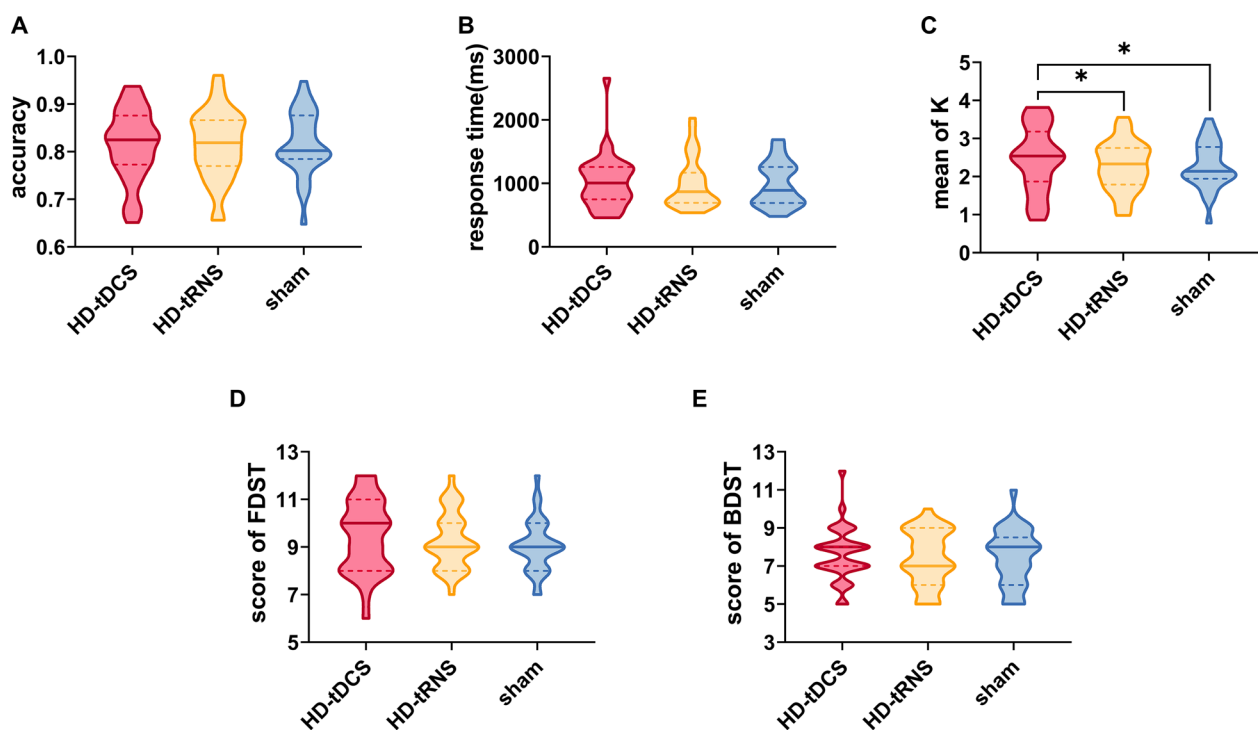 A
accuracy
1.0
0.9
0.8
0.7
0.6
HD-tDCS
HD-tRNS
sham
B
response time(ms)
3000
2000
1000
0
HD-tDCS
HD-tRNS
sham
C
mean of K
5
4
3
2
1
0
*
*
HD-tDCS
HD-tRNS
sham
D
score of FDST
13
11
9
7
5
HD-tDCS
HD-tRNS
sham
E
score of BDST
13
11
9
7
5
3
HD-tDCS
HD-tRNS
sham